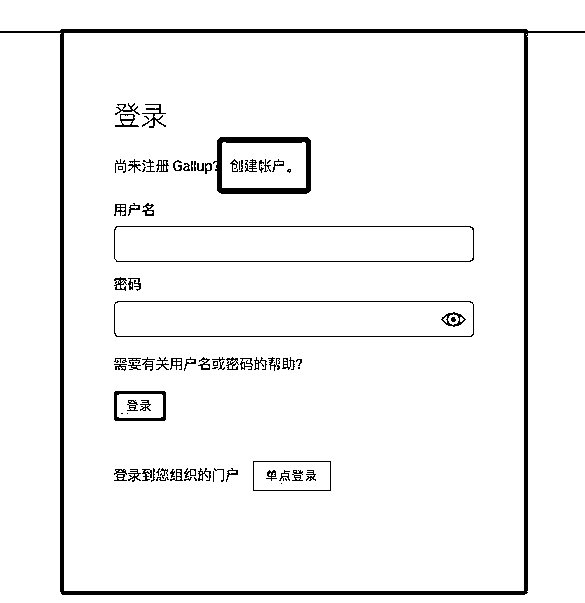 登录
尚未注册 Gallup? 创建帐户。
用户名
密码
需要有关用户名或密码的帮助?
登录
登录到您组织的门户 单点登录